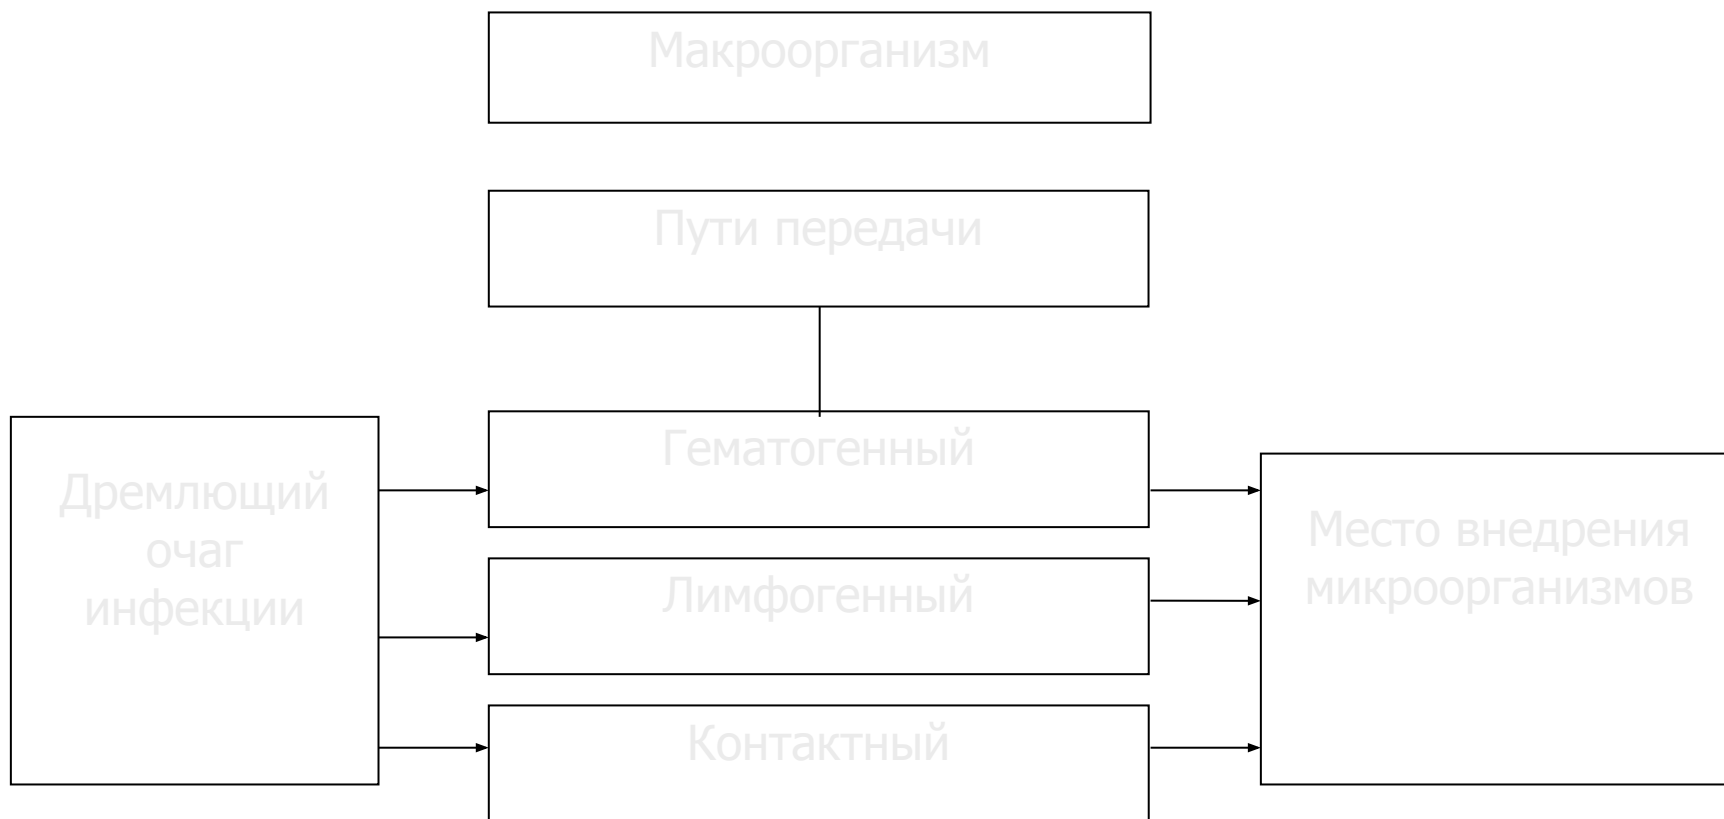 Макроорганизм
Пути передачи
Гематогенный
Дремлющий
очаг
инфекции
Место внедрения
микроорганизмов
Лимфогенный
Контактный